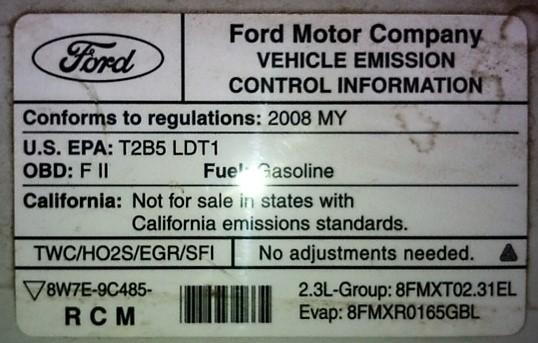 Ford
Ford Motor Company
VEHICLE EMISSION
CONTROL INFORMATION
Conforms to regulations: 2008 MY
U.S. EPA: T2B5 LDT1
OBD: F II Fuel: Gasoline
California: Not for sale in states with
California emissions standards.
TWC/HO2S/EGR/SFI No adjustments needed.
8W7E-9C485- 2.3L-Group: 8FMXT02.31EL
R C M Evap: 8FMXR0165GBL